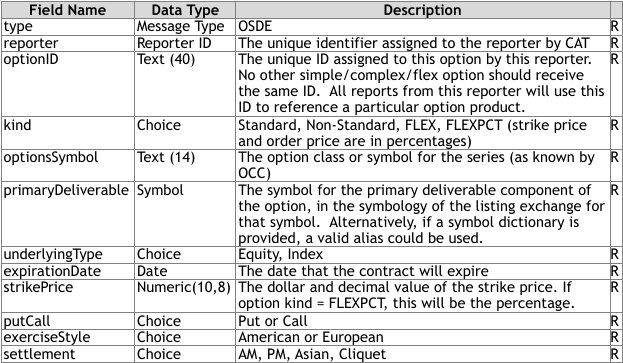 Field Name Data Type Description
type Message Type OSDE R
reporter Reporter ID The unique identifier assigned to the reporter by CAT R
optionID Text (40) The unique ID assigned to this option by this reporter. R
No other simple/complex/flex option should receive
the same ID. All reports from this reporter will use this
ID to reference a particular option product.
kind Choice Standard, Non-Standard, FLEX, FLEXPCT (strike price R
and order price are in percentages)
optionsSymbol Text (14) The option class or symbol for the series (as known by R
OCC)
primaryDeliverable Symbol The symbol for the primary deliverable component of R
the option, in the symbology of the listing exchange for
that symbol. Alternatively, if a symbol dictionary is
provided, a valid alias could be used.
underlyingType Choice Equity, Index R
expirationDate Date The date that the contract will expire R
strikePrice Numeric(10,8) The dollar and decimal value of the strike price. If R
option kind = FLEXPCT, this will be the percentage.
putCall Choice Put or Call R
exerciseStyle Choice American or European R
settlement Choice AM, PM, Asian, Cliquet R